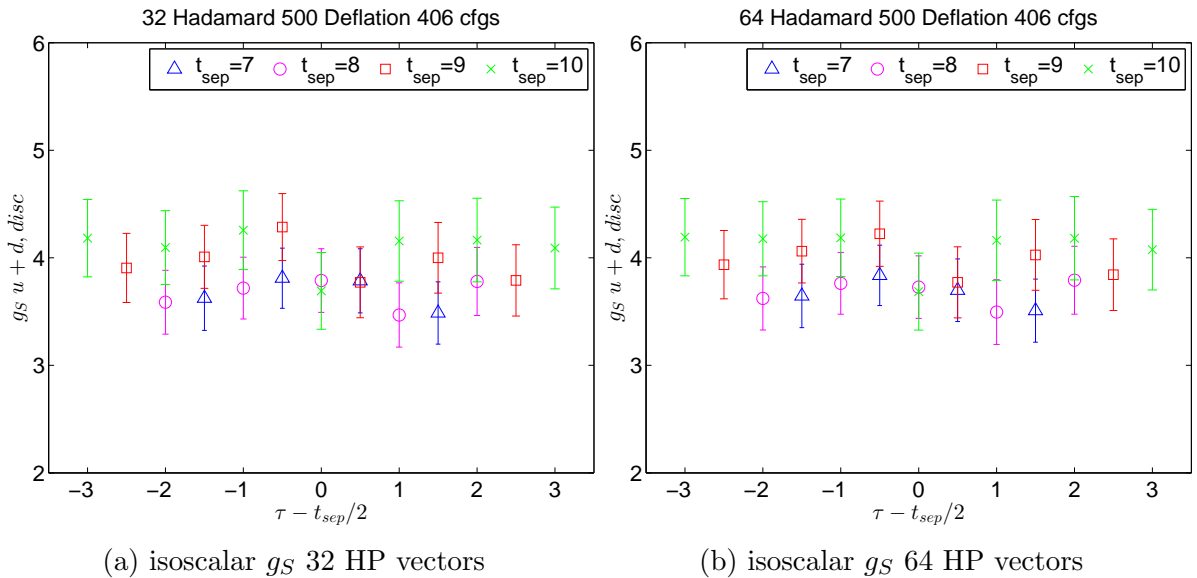 32 Hadamard 500 Deflation 406 cfgs
t_sep=7 t_sep=8 t_sep=9 t_sep=10
6
5
4
3
2
g_S u + d, disc
−3 −2 −1 0 1 2 3
τ − t_sep/2
(a) isoscalar g_S 32 HP vectors
64 Hadamard 500 Deflation 406 cfgs
t_sep=7 t_sep=8 t_sep=9 t_sep=10
6
5
4
3
2
g_S u + d, disc
−3 −2 −1 0 1 2 3
τ − t_sep/2
(b) isoscalar g_S 64 HP vectors